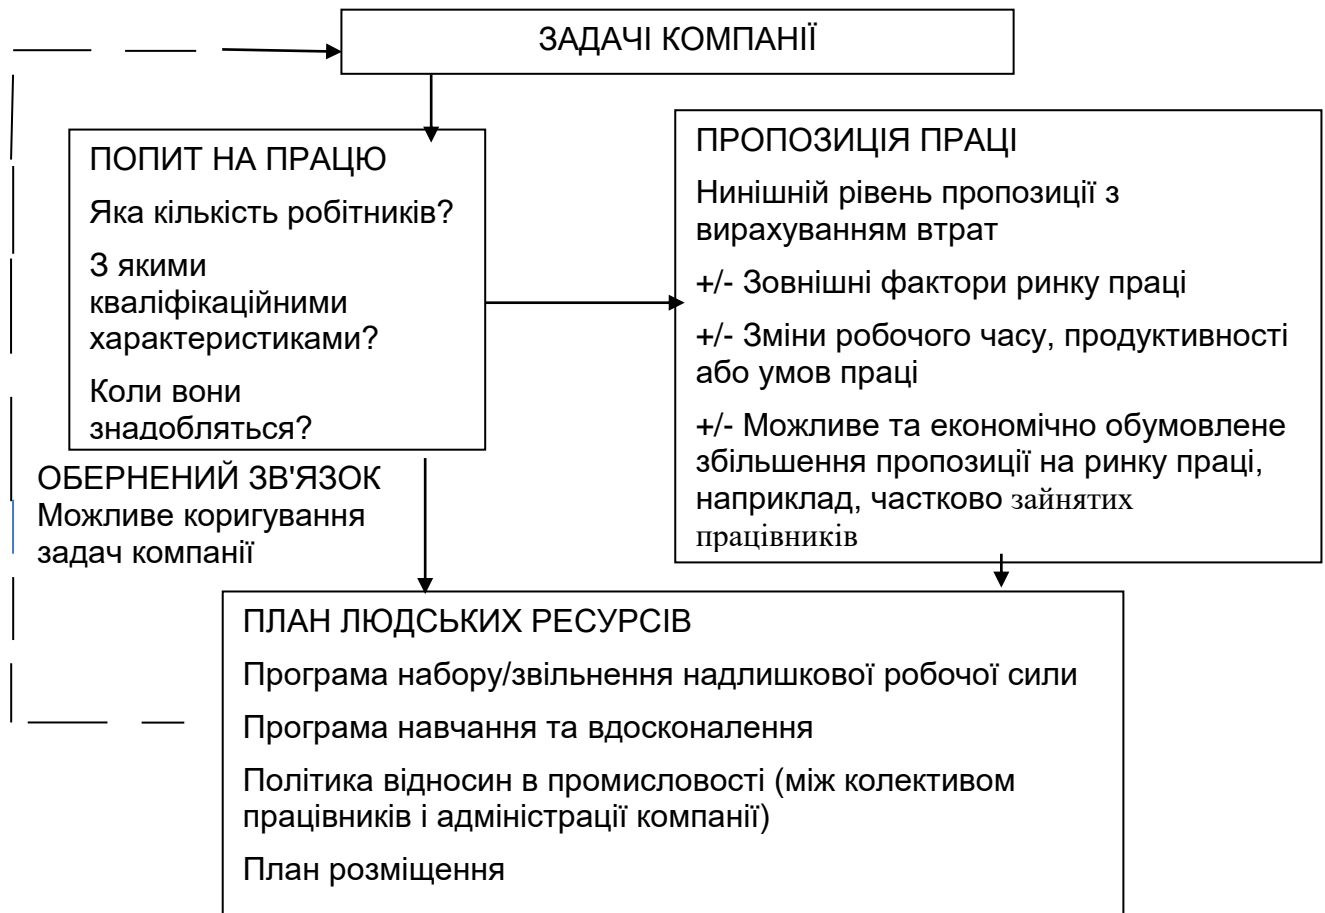 ЗАДАЧІ КОМПАНІЇ
ПОПИТ НА ПРАЦЮ
Яка кількість робітників?
З якими
кваліфікаційними
характеристиками?
Коли вони
знадобляться?
ПРОПОЗИЦІЯ ПРАЦІ
Нинішній рівень пропозиції з
вирахуванням втрат
+/- Зовнішні фактори ринку праці
+/- Зміни робочого часу, продуктивності
або умов праці
+/- Можливе та економічно обумовлене
збільшення пропозиції на ринку праці,
наприклад, частково зайнятих
працівників
ОБЕРНЕНИЙ ЗВ'ЯЗОК
Можливе коригування
задач компанії
ПЛАН ЛЮДСЬКИХ РЕСУРСІВ
Програма набору/звільнення надлишкової робочої сили
Програма навчання та вдосконалення
Політика відносин в промисловості (між колективом
працівників і адміністрації компанії)
План розміщення